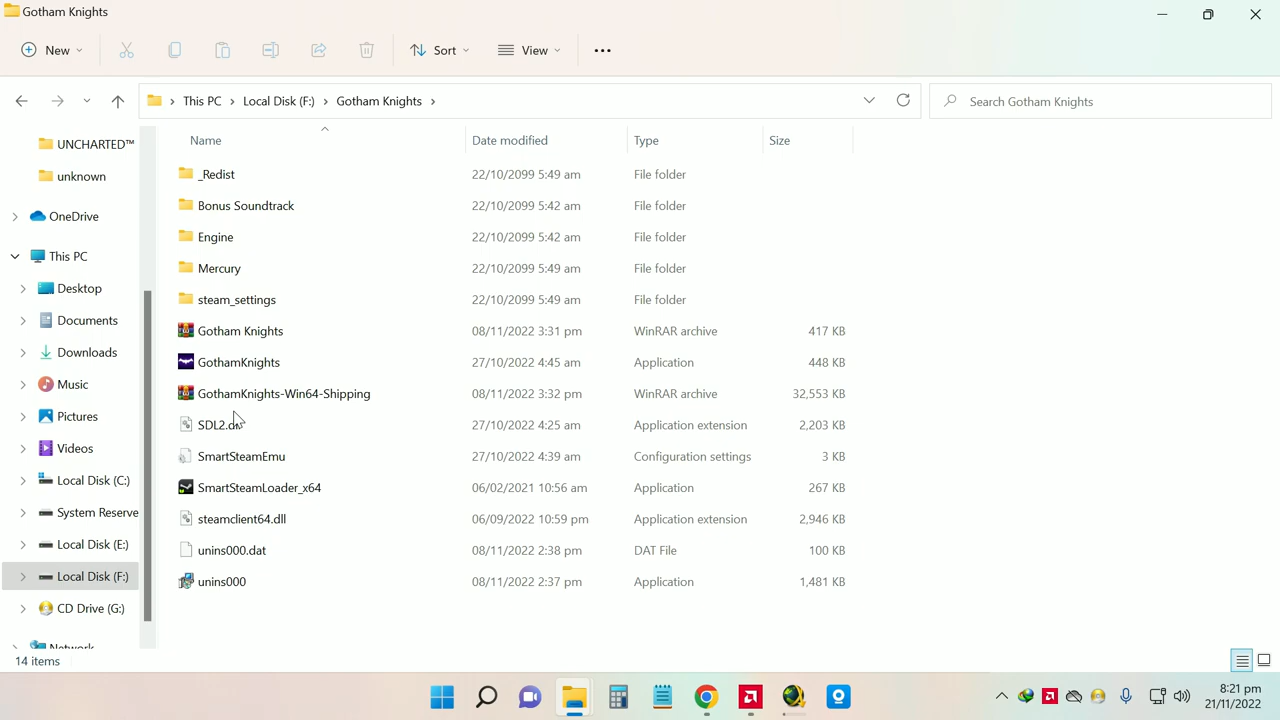 Gotham Knights
New
Sort
View
This PC
Local Disk (F:)
Gotham Knights
Search Gotham Knights
Name
Date modified
Type
Size
UNCHARTED™
unknown
OneDrive
This PC
Desktop
Documents
Downloads
Music
Pictures
Videos
Local Disk (C:)
System Reserve
Local Disk (E:)
Local Disk (F:)
CD Drive (G:)
Network
_Redist 22/10/2099 5:49 am File folder
Bonus Soundtrack 22/10/2099 5:42 am File folder
Engine 22/10/2099 5:42 am File folder
Mercury 22/10/2099 5:49 am File folder
steam_settings 22/10/2099 5:49 am File folder
Gotham Knights 08/11/2022 3:31 pm WinRAR archive 417 KB
GothamKnights 27/10/2022 4:45 am Application 448 KB
GothamKnights-Win64-Shipping 08/11/2022 3:32 pm WinRAR archive 32,553 KB
SDL2.dll 27/10/2022 4:25 am Application extension 2,203 KB
SmartSteamEmu 27/10/2022 4:39 am Configuration settings 3 KB
SmartSteamLoader_x64 06/02/2021 10:56 am Application 267 KB
steamclient64.dll 06/09/2022 10:59 pm Application extension 2,946 KB
unins000.dat 08/11/2022 2:38 pm DAT File 100 KB
unins000 08/11/2022 2:37 pm Application 1,481 KB
14 items
8:21 pm
21/11/2022